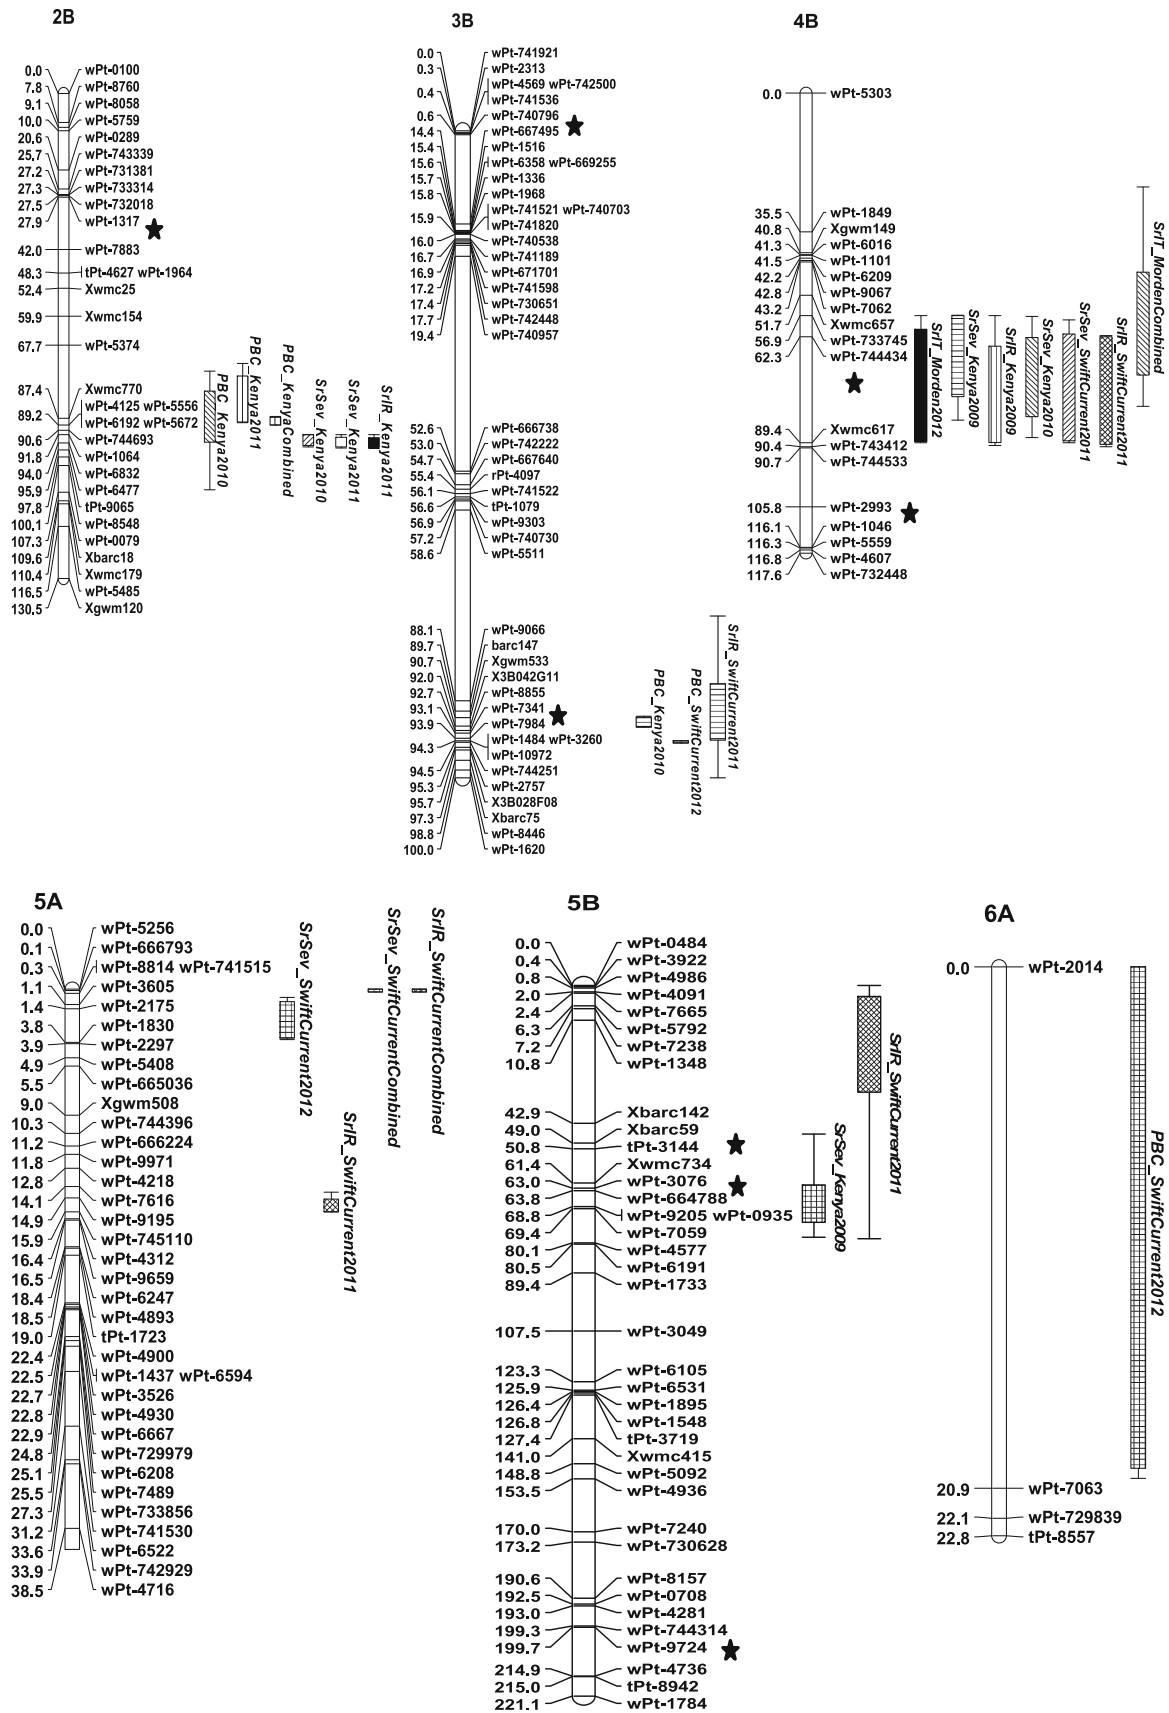 2B
0.0 wPt-0100
7.8 wPt-8760
9.1 wPt-8058
10.0 wPt-5759
20.6 wPt-0289
25.7 wPt-743339
27.2 wPt-731381
27.3 wPt-733314
27.5 wPt-732018
27.9 wPt-1317
42.0 wPt-7883
48.3 tPt-4627 wPt-1964
52.4 Xwmc25
59.9 Xwmc154
67.7 wPt-5374
87.4 Xwmc770
89.2 wPt-4125 wPt-5556
wPt-6192 wPt-5672
90.6 wPt-744693
91.8 wPt-1064
94.0 wPt-6832
95.9 wPt-6477
97.8 tPt-9065
100.1 wPt-8548
107.3 wPt-0079
109.6 Xbarc18
110.4 Xwmc179
116.5 wPt-5485
130.5 Xgwm120
PBC_Kenya2010
PBC_Kenya2011
PBC_KenyaCombined
SrSev_Kenya2010
SrSev_Kenya2011
SrIR_Kenya2011
3B
0.0 wPt-741921
0.3 wPt-2313
0.4 wPt-4569 wPt-742500
wPt-741536
0.6 wPt-740796
14.4 wPt-667495
15.4 wPt-1516
15.6 wPt-6358 wPt-669255
15.7 wPt-1336
15.8 wPt-1968
15.9 wPt-741521 wPt-740703
wPt-741820
16.0 wPt-740538
16.7 wPt-741189
16.9 wPt-671701
17.2 wPt-741598
17.4 wPt-730651
17.7 wPt-742448
19.4 wPt-740957
52.6 wPt-666738
53.0 wPt-742222
54.7 wPt-667640
55.4 rPt-4097
56.1 wPt-741522
56.6 tPt-1079
56.9 wPt-9303
57.2 wPt-740730
58.6 wPt-5511
88.1 wPt-9066
89.7 barc147
90.7 Xgwm533
92.0 X3B042G11
92.7 wPt-8855
93.1 wPt-7341
93.9 wPt-7984
94.3 wPt-1484 wPt-3260
wPt-10972
94.5 wPt-744251
95.3 wPt-2757
95.7 X3B028F08
97.3 Xbarc75
98.8 wPt-8446
100.0 wPt-1620
PBC_Kenya2010
PBC_SwiftCurrent2012
SrIR_SwiftCurrent2011
4B
0.0 wPt-5303
35.5 wPt-1849
40.8 Xgwm149
41.3 wPt-6016
41.5 wPt-1101
42.2 wPt-6209
42.8 wPt-9067
43.2 wPt-7062
51.7 Xwmc657
56.9 wPt-733745
62.3 wPt-744434
89.4 Xwmc617
90.4 wPt-743412
90.7 wPt-744533
105.8 wPt-2993
116.1 wPt-1046
116.3 wPt-5559
116.8 wPt-4607
117.6 wPt-732448
SrIT_Morden2012
SrSev_Kenya2009
SrIR_Kenya2009
SrSev_Kenya2010
SrSev_SwiftCurrent2011
SrIR_SwiftCurrent2011
SrIT_MordenCombined
5A
0.0 wPt-5256
0.1 wPt-666793
0.3 wPt-8814 wPt-741515
1.1 wPt-3605
1.4 wPt-2175
3.8 wPt-1830
3.9 wPt-2297
4.9 wPt-5408
5.5 wPt-665036
9.0 Xgwm508
10.3 wPt-744396
11.2 wPt-666224
11.8 wPt-9971
12.8 wPt-4218
14.1 wPt-7616
14.9 wPt-9195
15.9 wPt-745110
16.4 wPt-4312
16.5 wPt-9659
18.4 wPt-6247
18.5 wPt-4893
19.0 tPt-1723
22.4 wPt-4900
22.5 wPt-1437 wPt-6594
22.7 wPt-3526
22.8 wPt-4930
22.9 wPt-6667
24.8 wPt-729979
25.1 wPt-6208
25.5 wPt-7489
27.3 wPt-733856
31.2 wPt-741530
33.6 wPt-6522
33.9 wPt-742929
38.5 wPt-4716
SrSev_SwiftCurrent2012
SrIR_SwiftCurrent2011
SrSev_SwiftCurrentCombined
SrIR_SwiftCurrentCombined
5B
0.0 wPt-0484
0.4 wPt-3922
0.8 wPt-4986
2.0 wPt-4091
2.4 wPt-7665
6.3 wPt-5792
7.2 wPt-7238
10.8 wPt-1348
42.9 Xbarc142
49.0 Xbarc59
50.8 tPt-3144
61.4 Xwmc734
63.0 wPt-3076
63.8 wPt-664788
68.8 wPt-9205 wPt-0935
69.4 wPt-7059
80.1 wPt-4577
80.5 wPt-6191
89.4 wPt-1733
107.5 wPt-3049
123.3 wPt-6105
125.9 wPt-6531
126.4 wPt-1895
126.8 wPt-1548
127.4 tPt-3719
141.0 Xwmc415
148.8 wPt-5092
153.5 wPt-4936
170.0 wPt-7240
173.2 wPt-730628
190.6 wPt-8157
192.5 wPt-0708
193.0 wPt-4281
199.3 wPt-744314
199.7 wPt-9724
214.9 wPt-4736
215.0 tPt-8942
221.1 wPt-1784
SrSev_Kenya2009
SrIR_SwiftCurrent2011
6A
0.0 wPt-2014
20.9 wPt-7063
22.1 wPt-729839
22.8 tPt-8557
PBC_SwiftCurrent2012